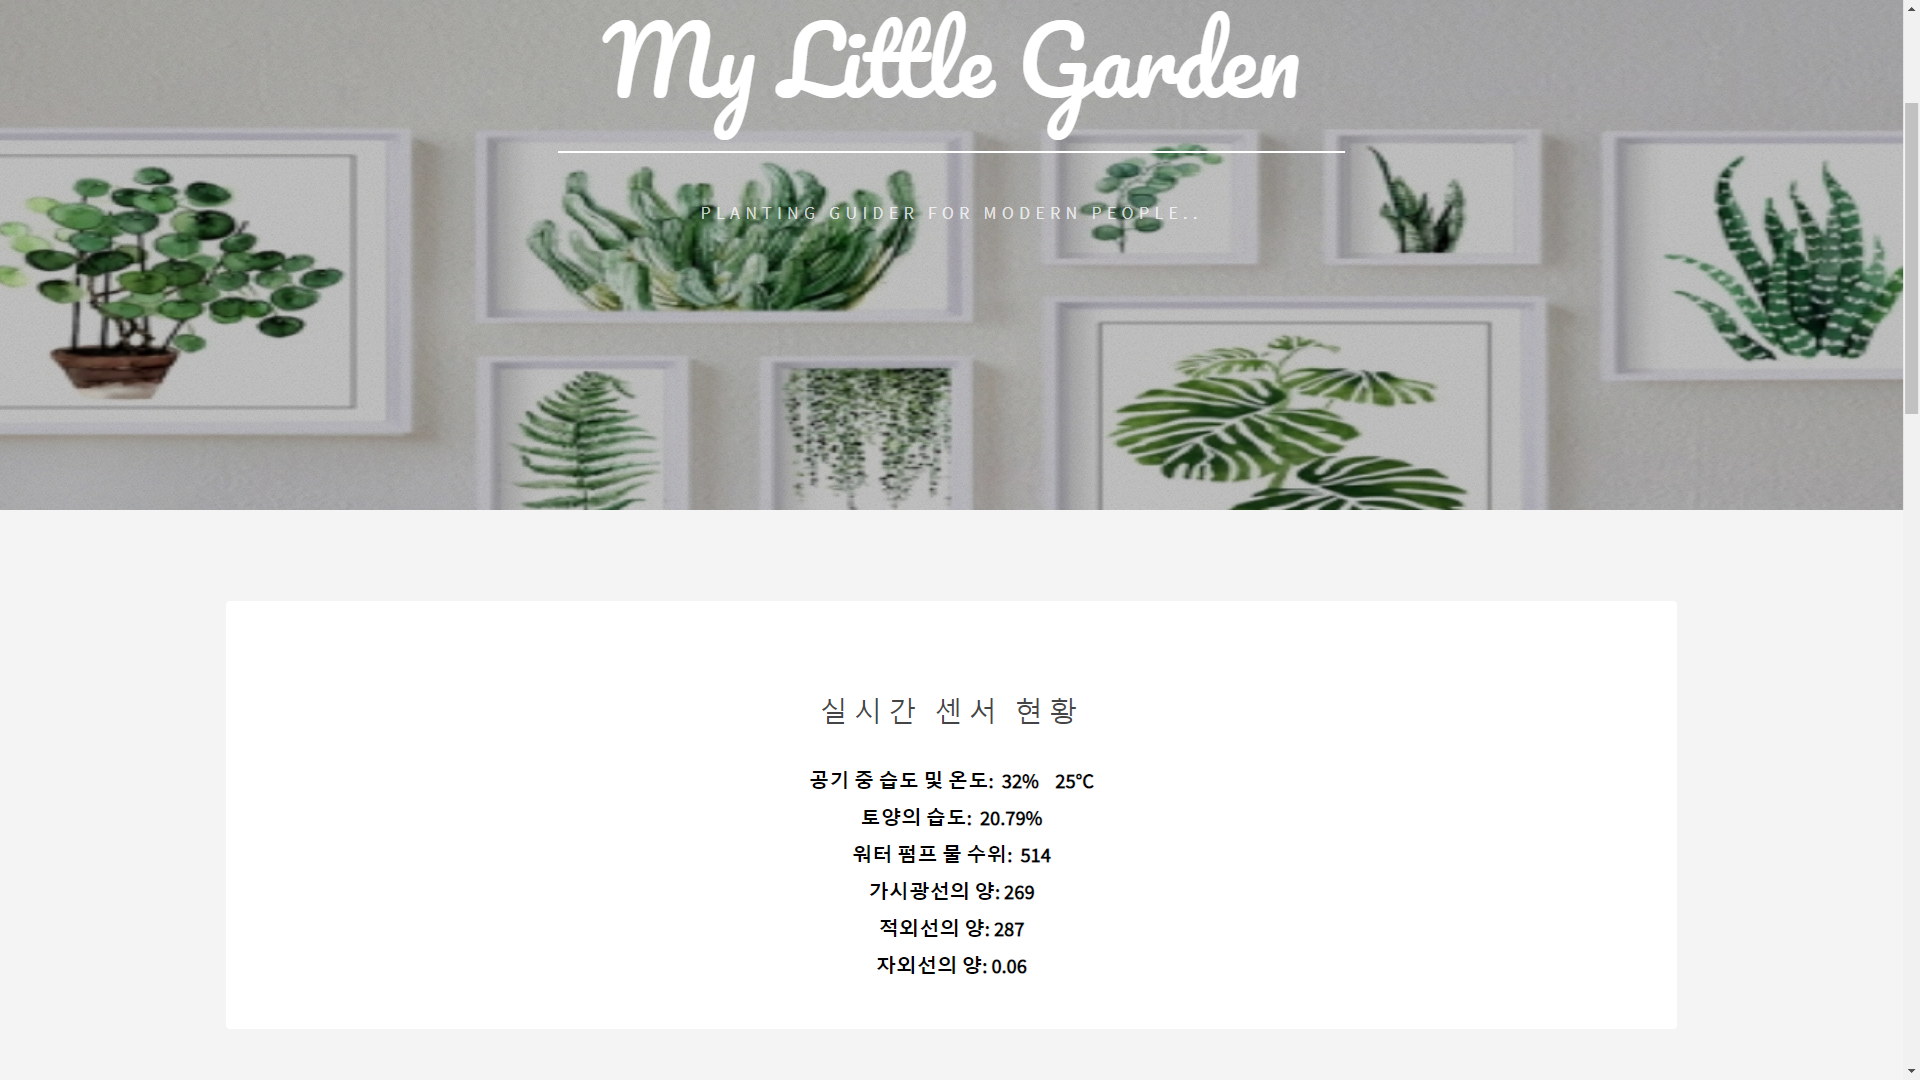 My Little Garden
PLANTING GUIDER FOR MODERN PEOPLE..
실시간 센서 현황
공기 중 습도 및 온도: 32% 25℃
토양의 습도: 20.79%
워터 펌프 물 수위: 514
가시광선의 양: 269
적외선의 양: 287
자외선의 양: 0.06